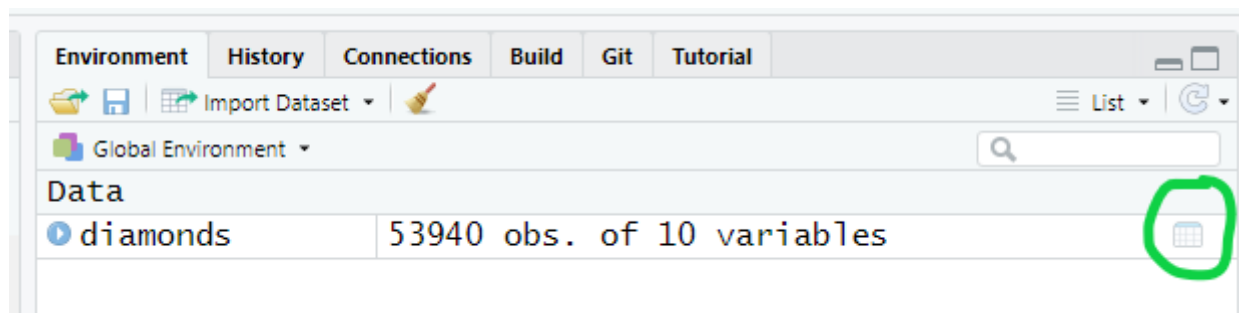 Environment History Connections Build Git Tutorial
Import Dataset List
Global Environment
Data
diamonds 53940 obs. of 10 variables